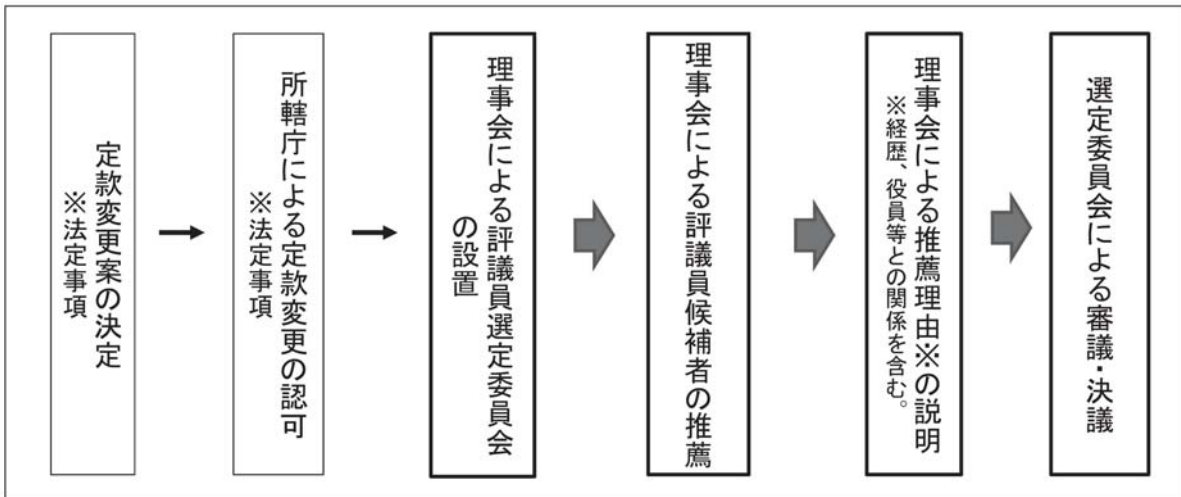 定款変更案の決定
※法定事項
所轄庁による定款変更の認可
※法定事項
理事会による評議員選定委員会
の設置
理事会による評議員候補者の推薦
理事会による推薦理由※の説明
※経歴、役員等との関係を含む。
選定委員会による審議・決議